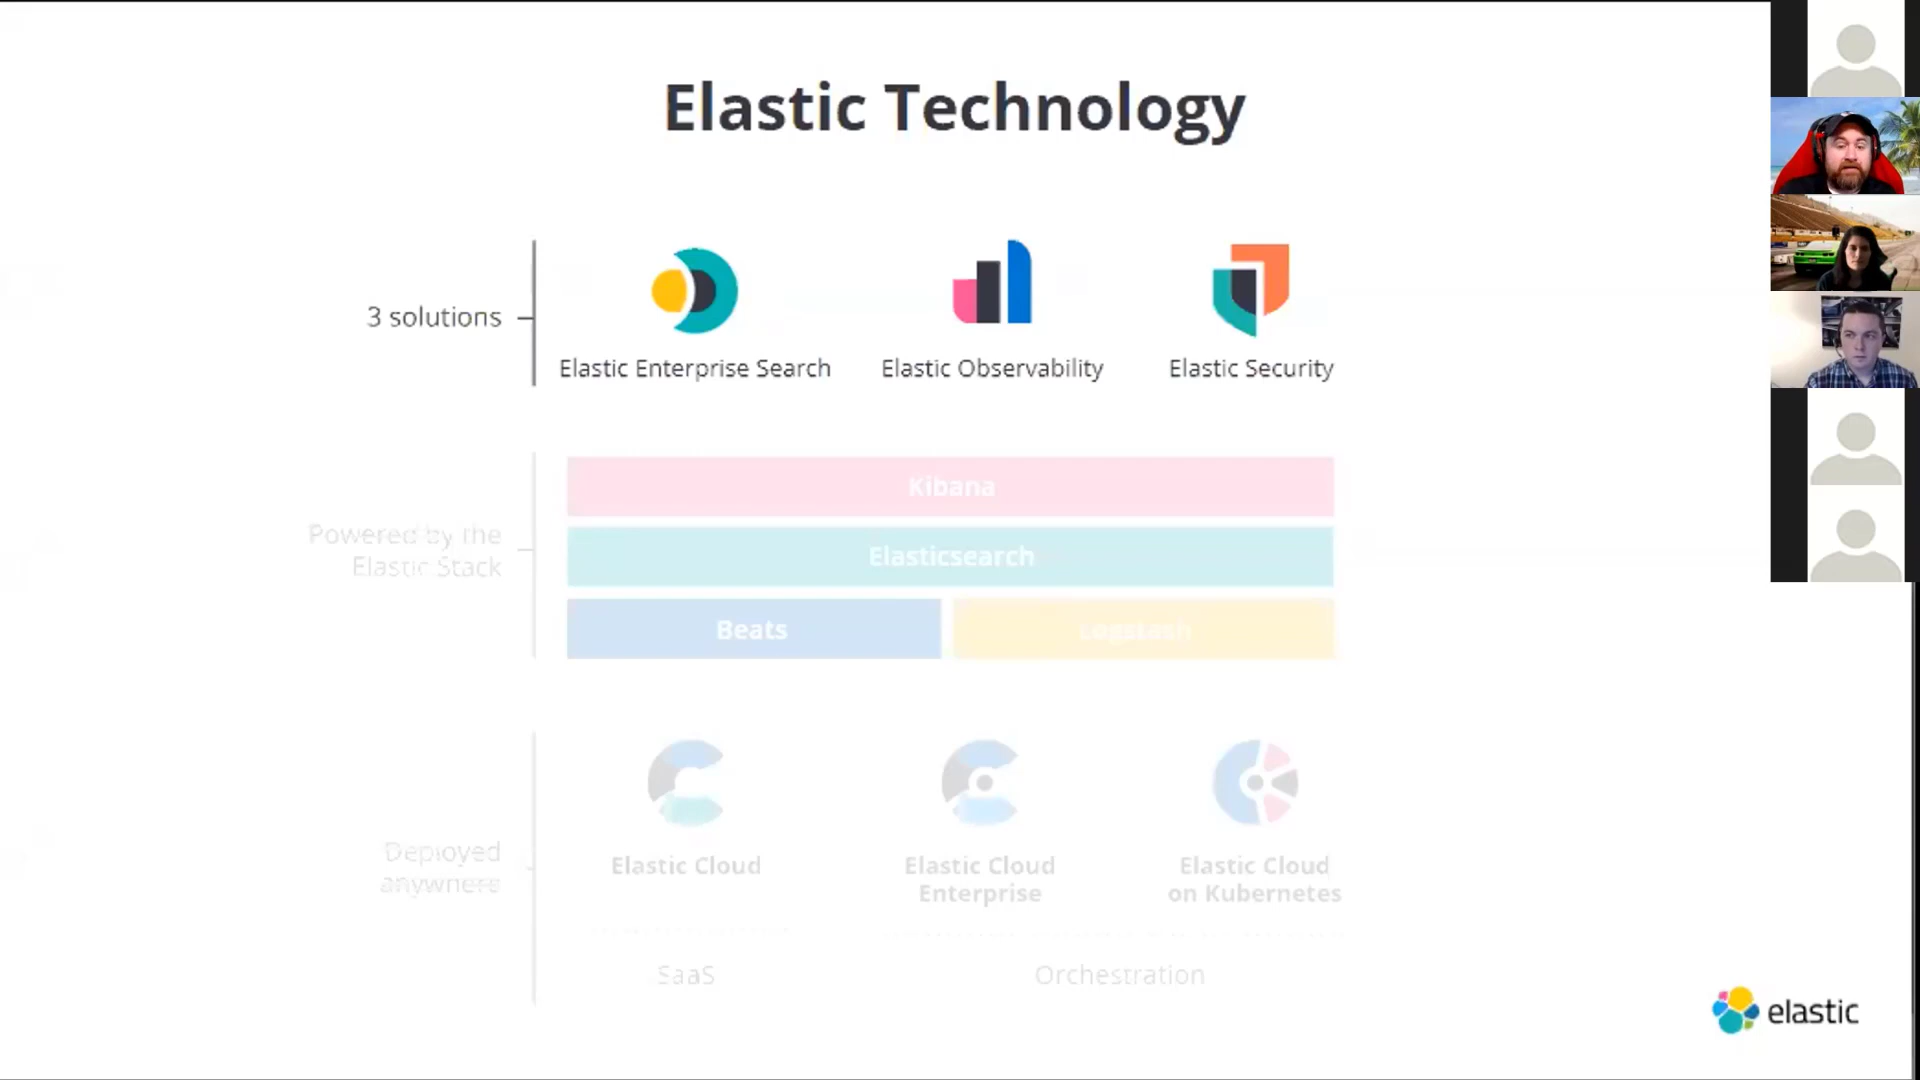 Elastic Technology
3 solutions
Elastic Enterprise Search
Elastic Observability
Elastic Security
Powered by the
Elastic Stack
Kibana
Elasticsearch
Beats
Logstash
Deployed
anywhere
Elastic Cloud
Elastic Cloud
Enterprise
Elastic Cloud
on Kubernetes
SaaS
Orchestration
elastic